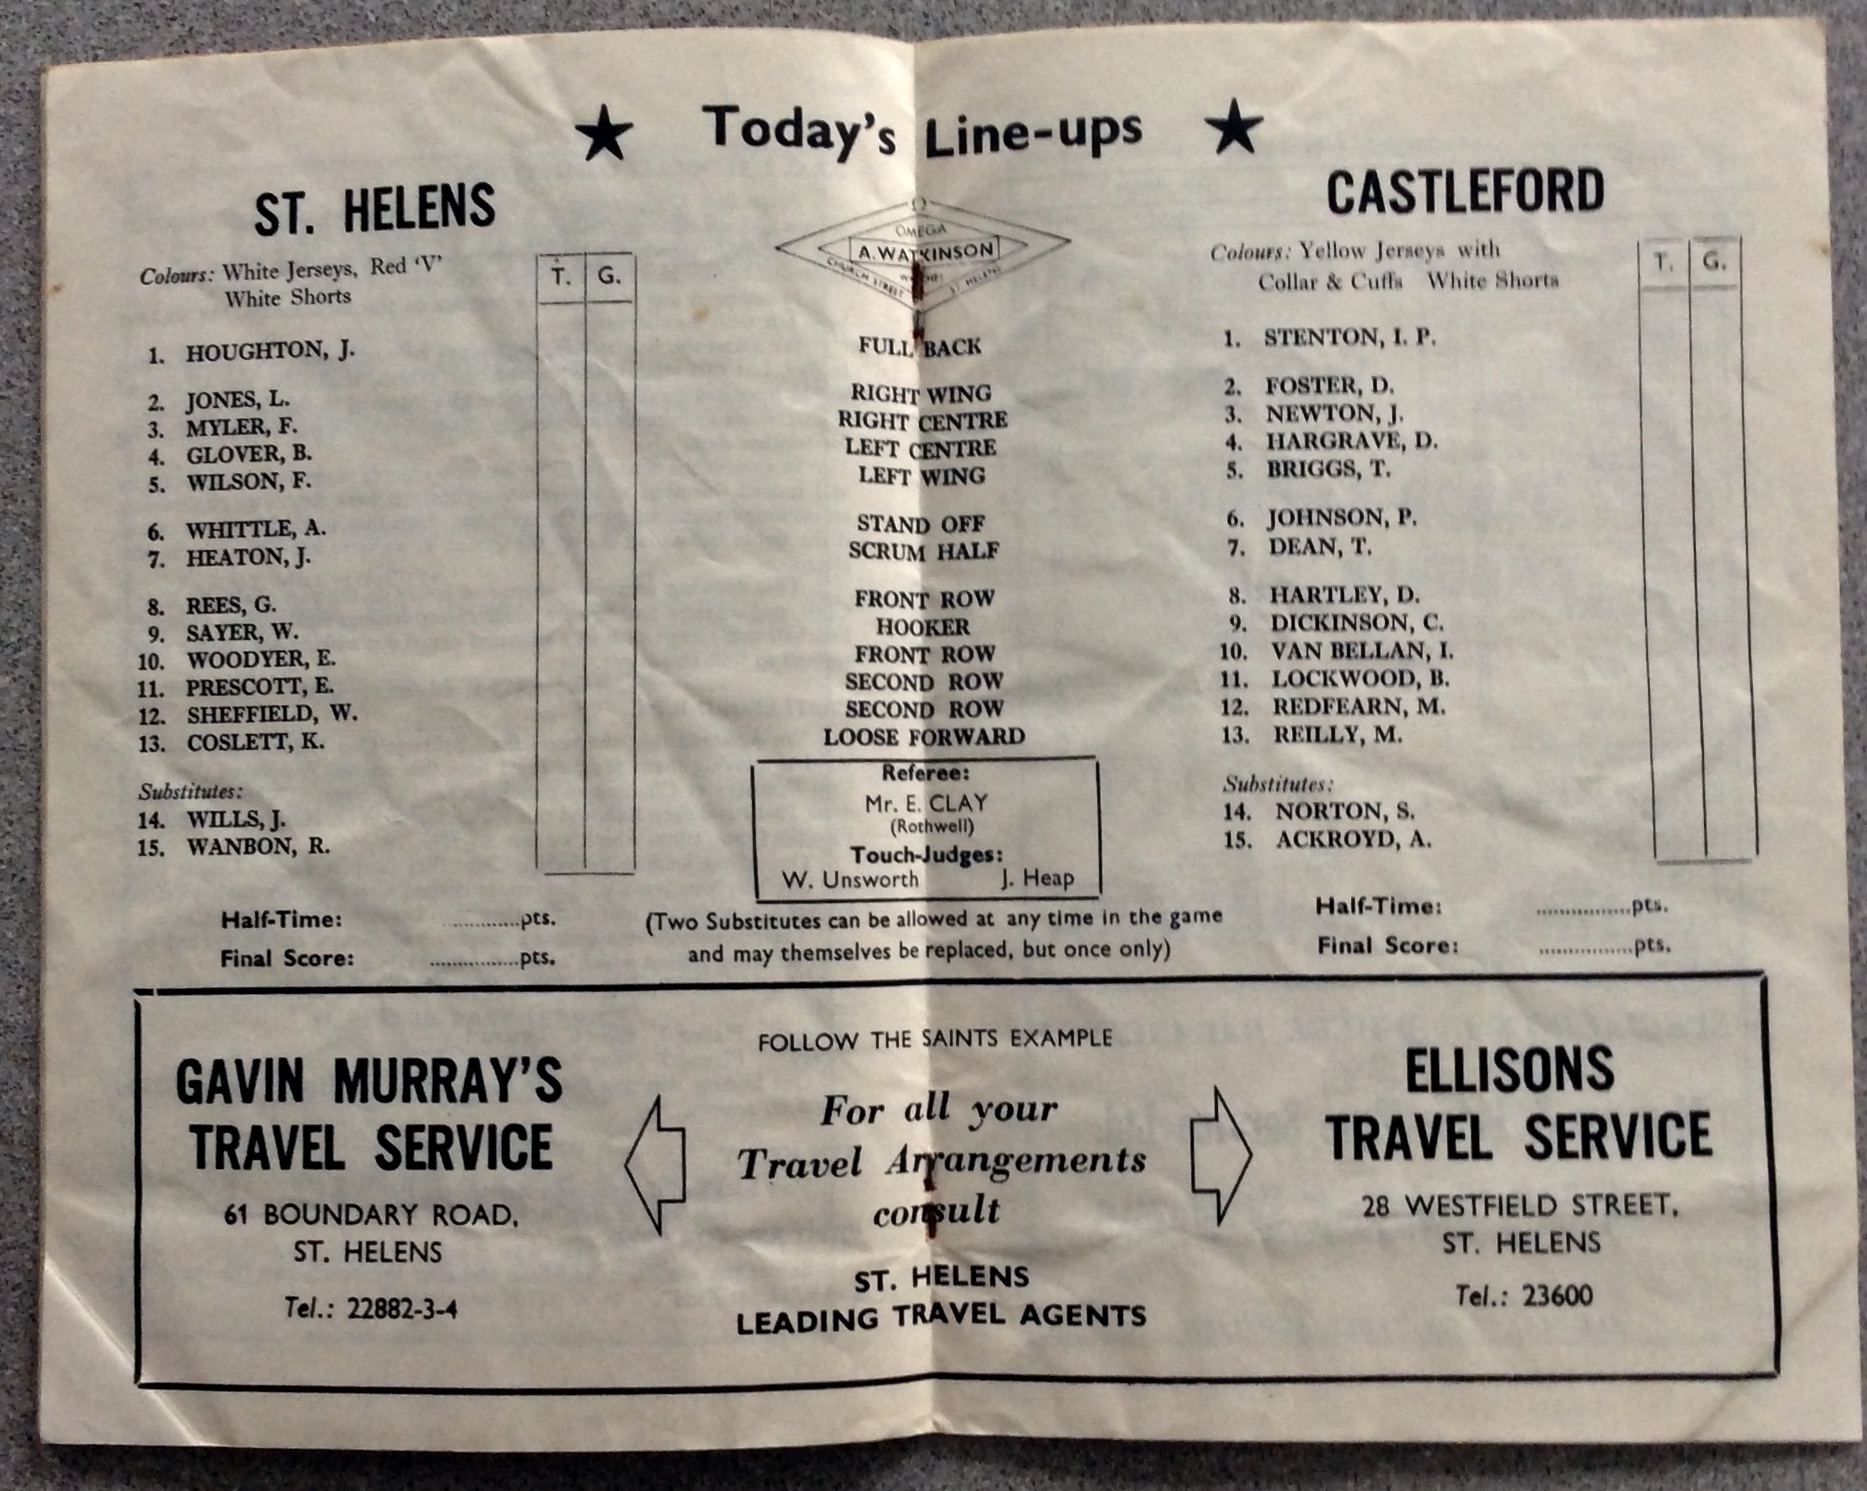 ★ Today's Line-ups ★
ST. HELENS
Colours: White Jerseys, Red 'V'
White Shorts
T. G.
1. HOUGHTON, J.
2. JONES, L.
3. MYLER, F.
4. GLOVER, B.
5. WILSON, F.
6. WHITTLE, A.
7. HEATON, J.
8. REES, G.
9. SAYER, W.
10. WOODYER, E.
11. PRESCOTT, E.
12. SHEFFIELD, W.
13. COSLETT, K.
Substitutes:
14. WILLS, J.
15. WANBON, R.
Half-Time: ............pts.
Final Score: ...............pts.
Ω
OMEGA
A. WATKINSON
CHURCH STREET ST. HELENS
FULL BACK
RIGHT WING
RIGHT CENTRE
LEFT CENTRE
LEFT WING
STAND OFF
SCRUM HALF
FRONT ROW
HOOKER
FRONT ROW
SECOND ROW
SECOND ROW
LOOSE FORWARD
Referee:
Mr. E. CLAY
(Rothwell)
Touch-Judges:
W. Unsworth J. Heap
(Two Substitutes can be allowed at any time in the game
and may themselves be replaced, but once only)
CASTLEFORD
Colours: Yellow Jerseys with
Collar & Cuffs White Shorts
T. G.
1. STENTON, I. P.
2. FOSTER, D.
3. NEWTON, J.
4. HARGRAVE, D.
5. BRIGGS, T.
6. JOHNSON, P.
7. DEAN, T.
8. HARTLEY, D.
9. DICKINSON, C.
10. VAN BELLAN, I.
11. LOCKWOOD, B.
12. REDFEARN, M.
13. REILLY, M.
Substitutes:
14. NORTON, S.
15. ACKROYD, A.
Half-Time: ...............pts.
Final Score: ...............pts.
GAVIN MURRAY'S
TRAVEL SERVICE
61 BOUNDARY ROAD,
ST. HELENS
Tel.: 22882-3-4
FOLLOW THE SAINTS EXAMPLE
For all your
Travel Arrangements
consult
ST. HELENS
LEADING TRAVEL AGENTS
ELLISONS
TRAVEL SERVICE
28 WESTFIELD STREET,
ST. HELENS
Tel.: 23600